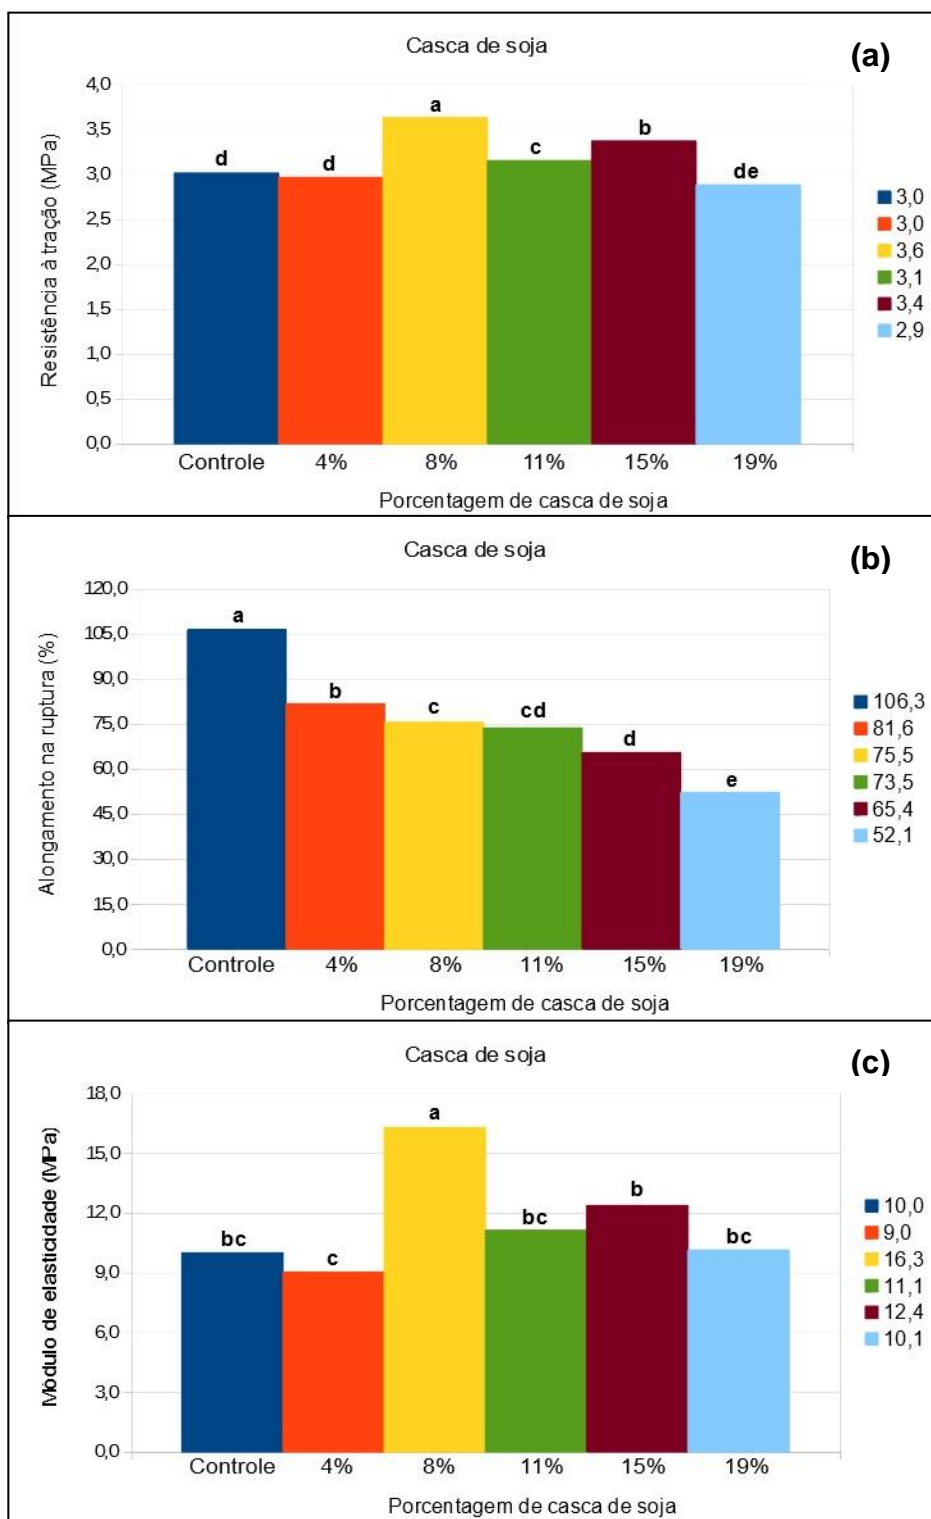 Casca de soja
(a)
Resistência à tração (MPa)
4,0
3,5
3,0
2,5
2,0
1,5
1,0
0,5
0,0
d
d
a
c
b
de
3,0
3,0
3,6
3,1
3,4
2,9
Controle 4% 8% 11% 15% 19%
Porcentagem de casca de soja
Casca de soja
(b)
Alongamento na ruptura (%)
120,0
105,0
90,0
75,0
60,0
45,0
30,0
15,0
0,0
a
b
c
cd
d
e
106,3
81,6
75,5
73,5
65,4
52,1
Controle 4% 8% 11% 15% 19%
Porcentagem de casca de soja
Casca de soja
(c)
Módulo de elasticidade (MPa)
18,0
15,0
12,0
9,0
6,0
3,0
0,0
bc
c
a
bc
b
bc
10,0
9,0
16,3
11,1
12,4
10,1
Controle 4% 8% 11% 15% 19%
Porcentagem de casca de soja